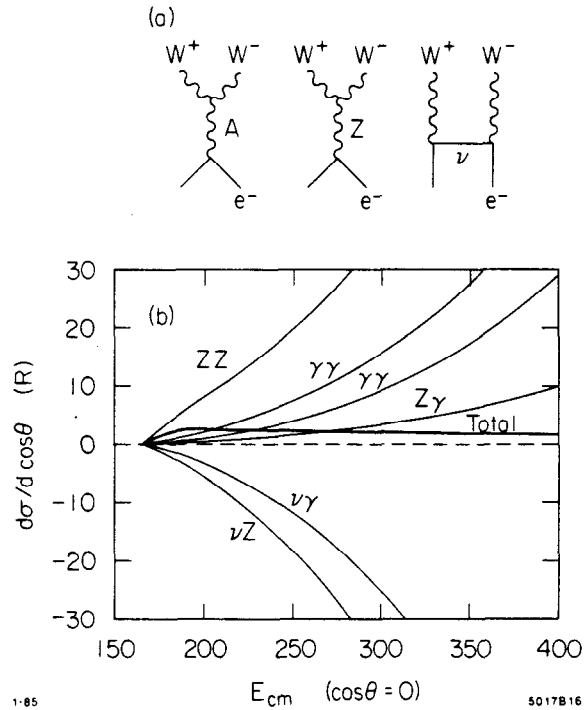 (a)
W⁺ W⁻ W⁺ W⁻ W⁺ W⁻
A Z ν
e⁻ e⁻ e⁻
(b)
dσ/d cosθ (R)
30
20
10
0
-10
-20
-30
ZZ
γγ
γγ
Zγ
Total
νγ
νZ
150 200 250 300 350 400
E_cm (cosθ = 0)
1-85
5017B16